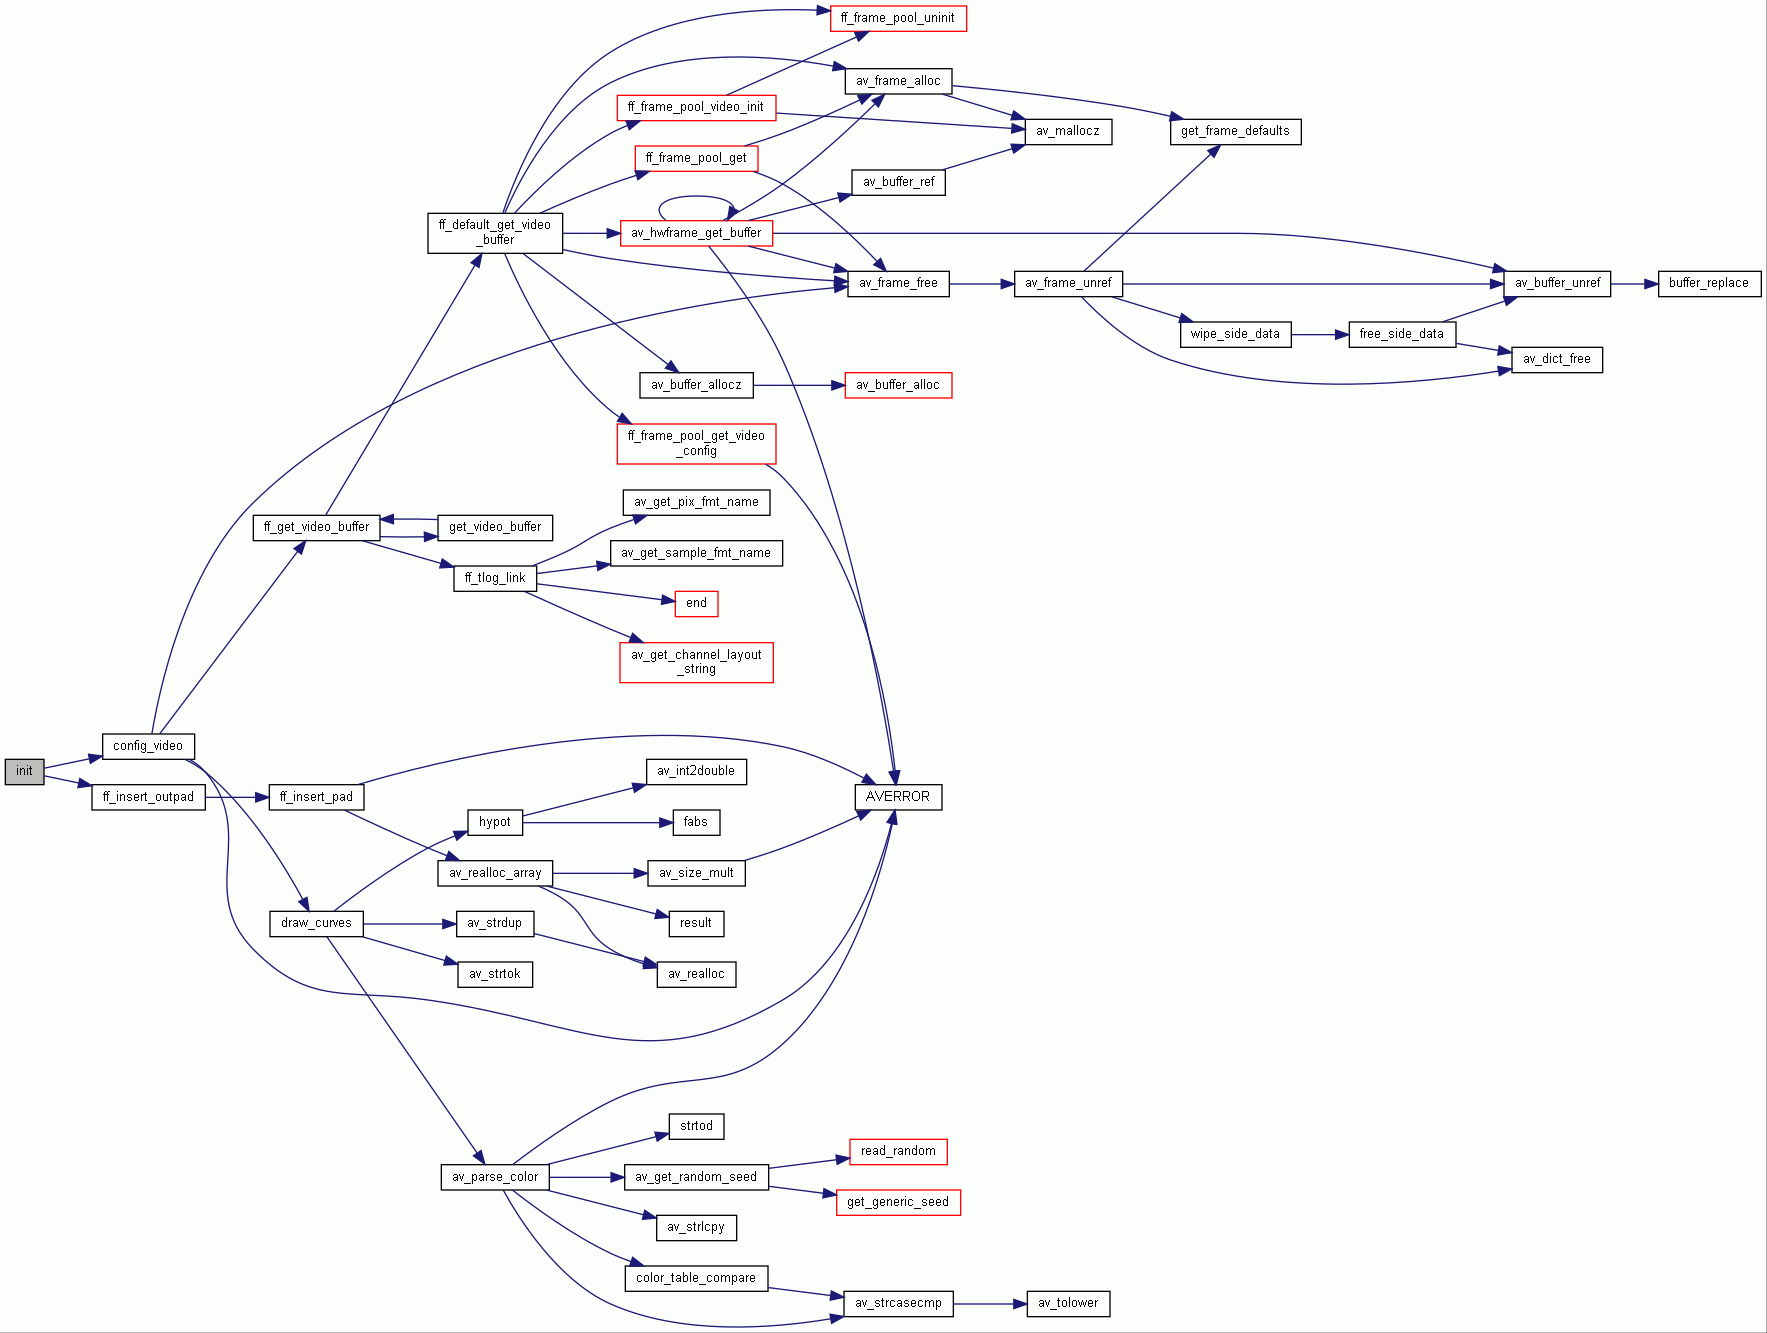 ff_frame_pool_uninit
av_frame_alloc
ff_frame_pool_video_init
av_mallocz
get_frame_defaults
ff_frame_pool_get
av_buffer_ref
ff_default_get_video
_buffer
av_hwframe_get_buffer
av_frame_free
av_frame_unref
av_buffer_unref
buffer_replace
wipe_side_data
free_side_data
av_dict_free
av_buffer_allocz
av_buffer_alloc
ff_frame_pool_get_video
_config
av_get_pix_fmt_name
ff_get_video_buffer
get_video_buffer
av_get_sample_fmt_name
ff_tlog_link
end
av_get_channel_layout
_string
config_video
init
av_int2double
ff_insert_outpad
ff_insert_pad
AVERROR
hypot
fabs
av_realloc_array
av_size_mult
draw_curves
av_strdup
result
av_strtok
av_realloc
strtod
read_random
av_parse_color
av_get_random_seed
get_generic_seed
av_strlcpy
color_table_compare
av_strcasecmp
av_tolower